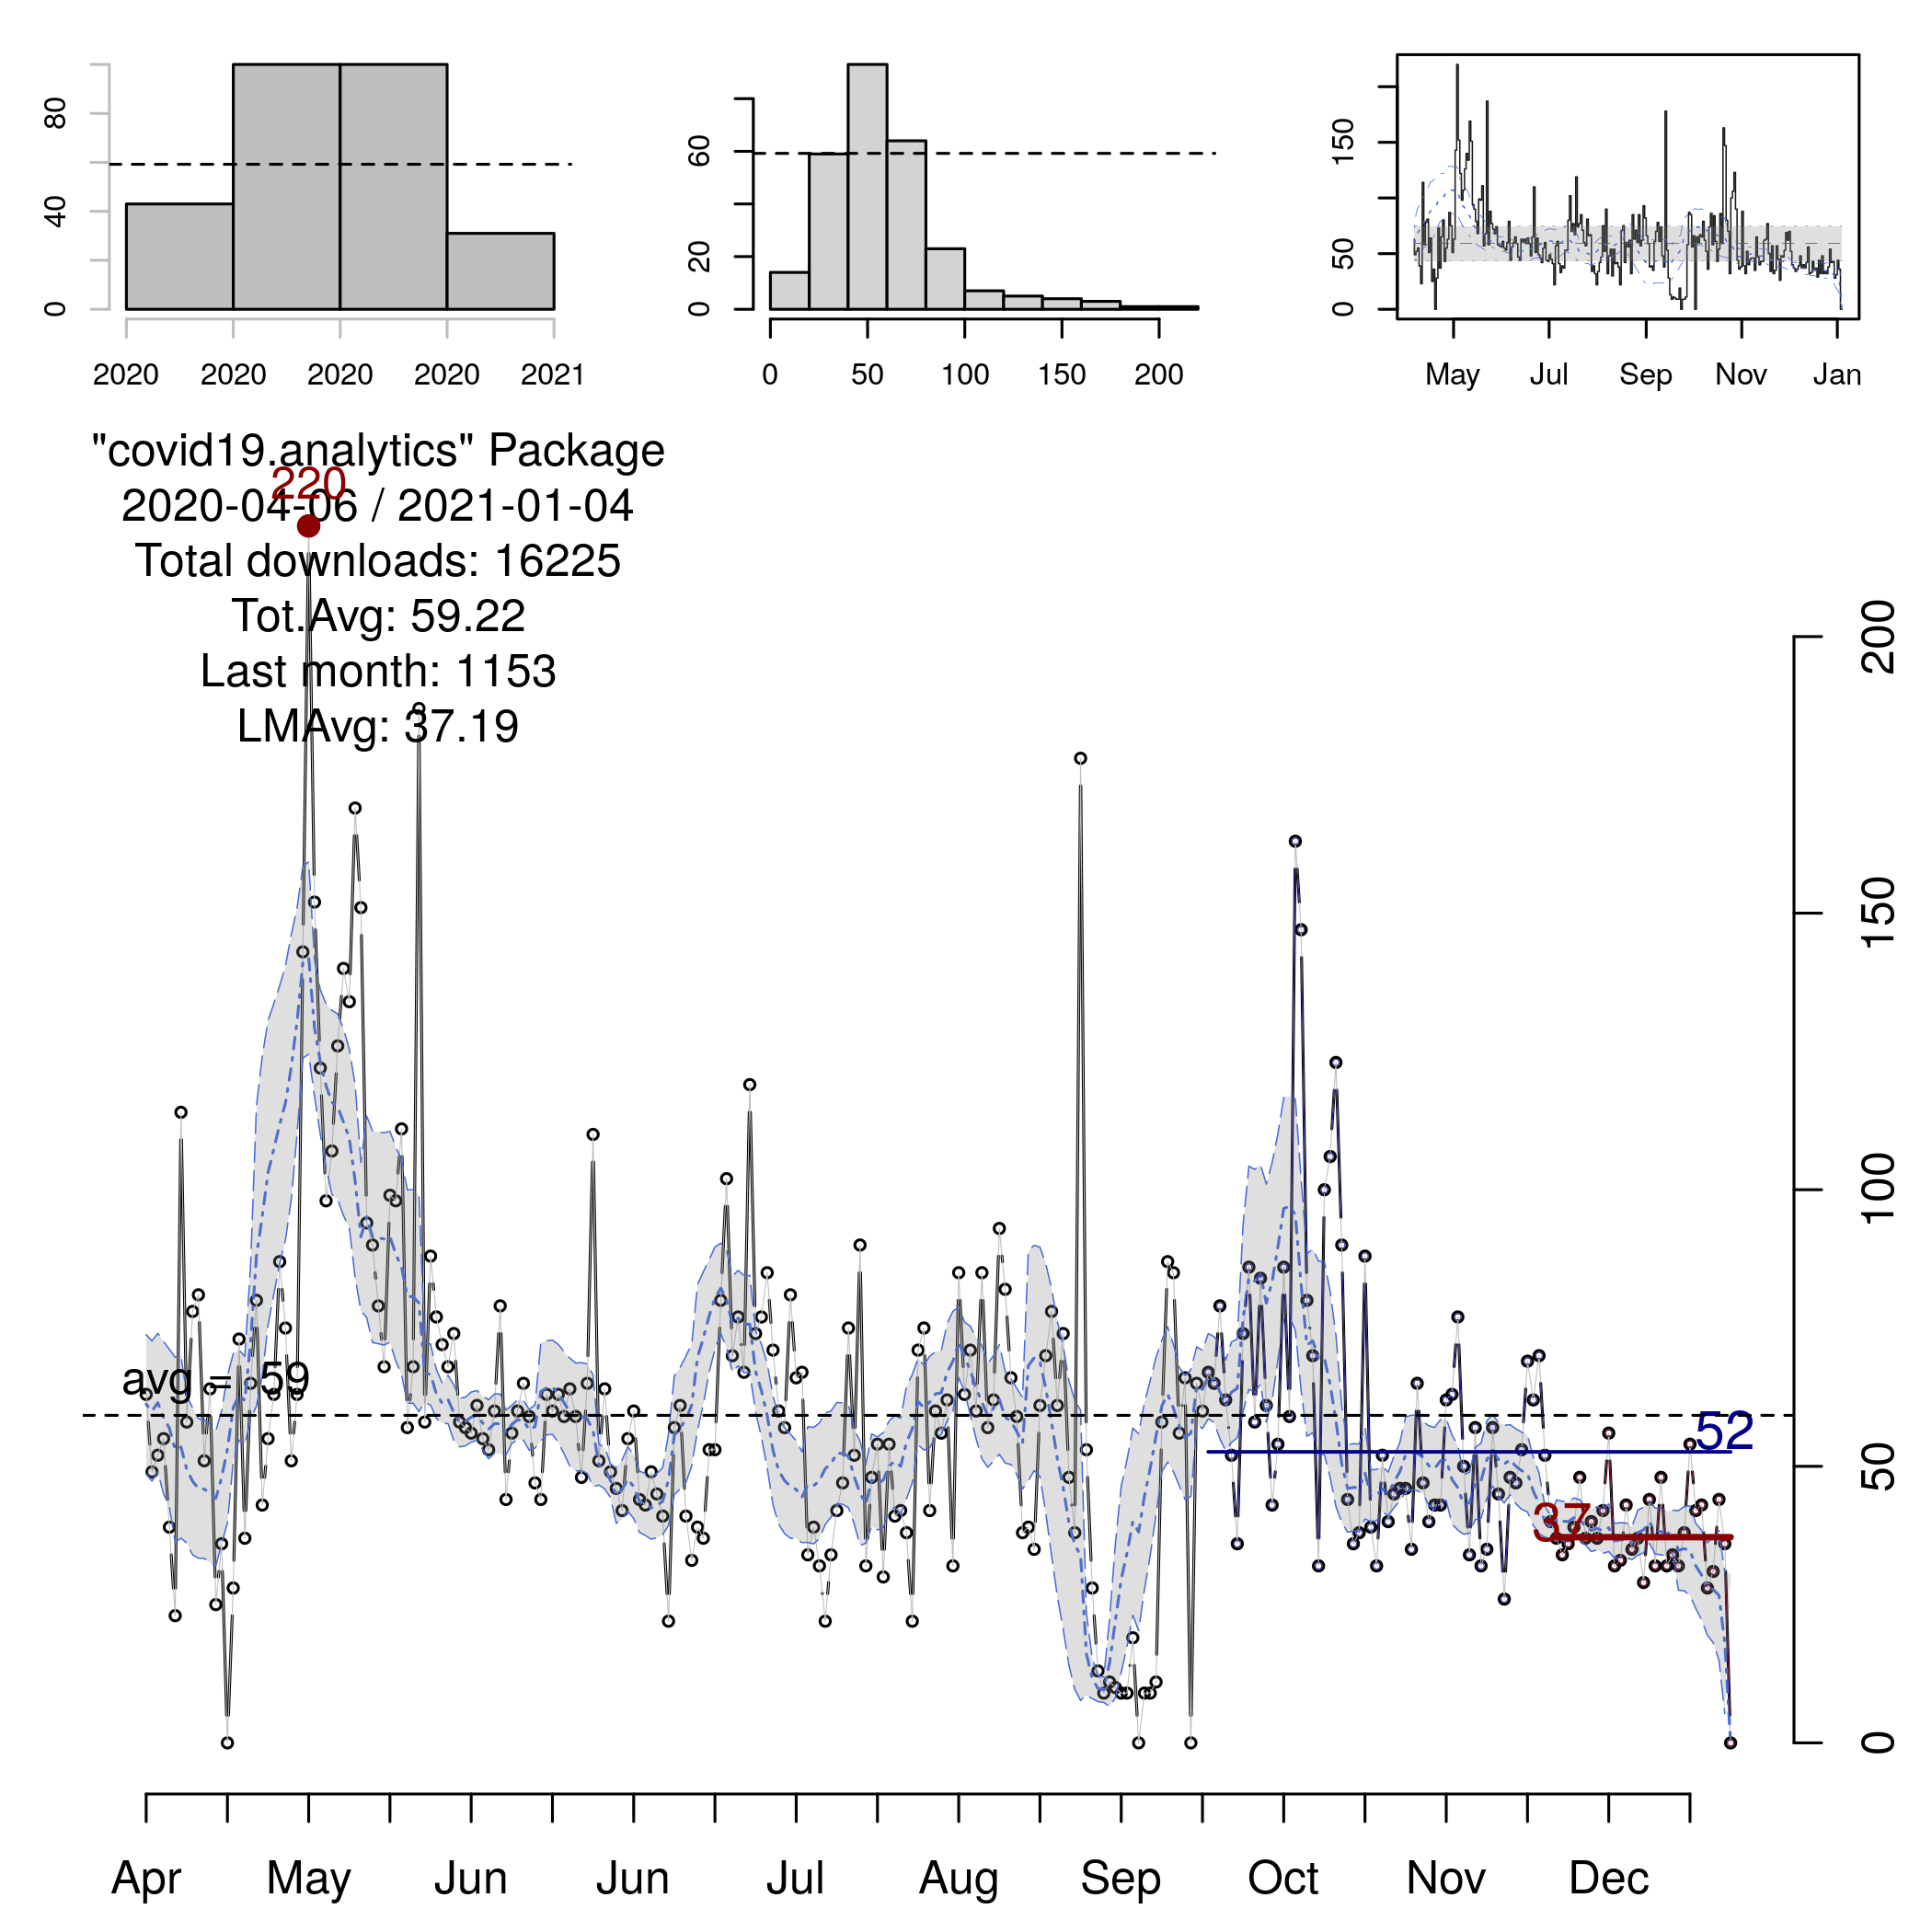 80
40
0
2020 2020 2020 2020 2021
60
20
0
0 50 100 150 200
150
50
0
May Jul Sep Nov Jan
"covid19.analytics" Package
220
2020-04-06 / 2021-01-04
Total downloads: 16225
Tot.Avg: 59.22
Last month: 1153
LMAvg: 37.19
200
150
100
50
0
avg = 59
52
37
Apr May Jun Jun Jul Aug Sep Oct Nov Dec